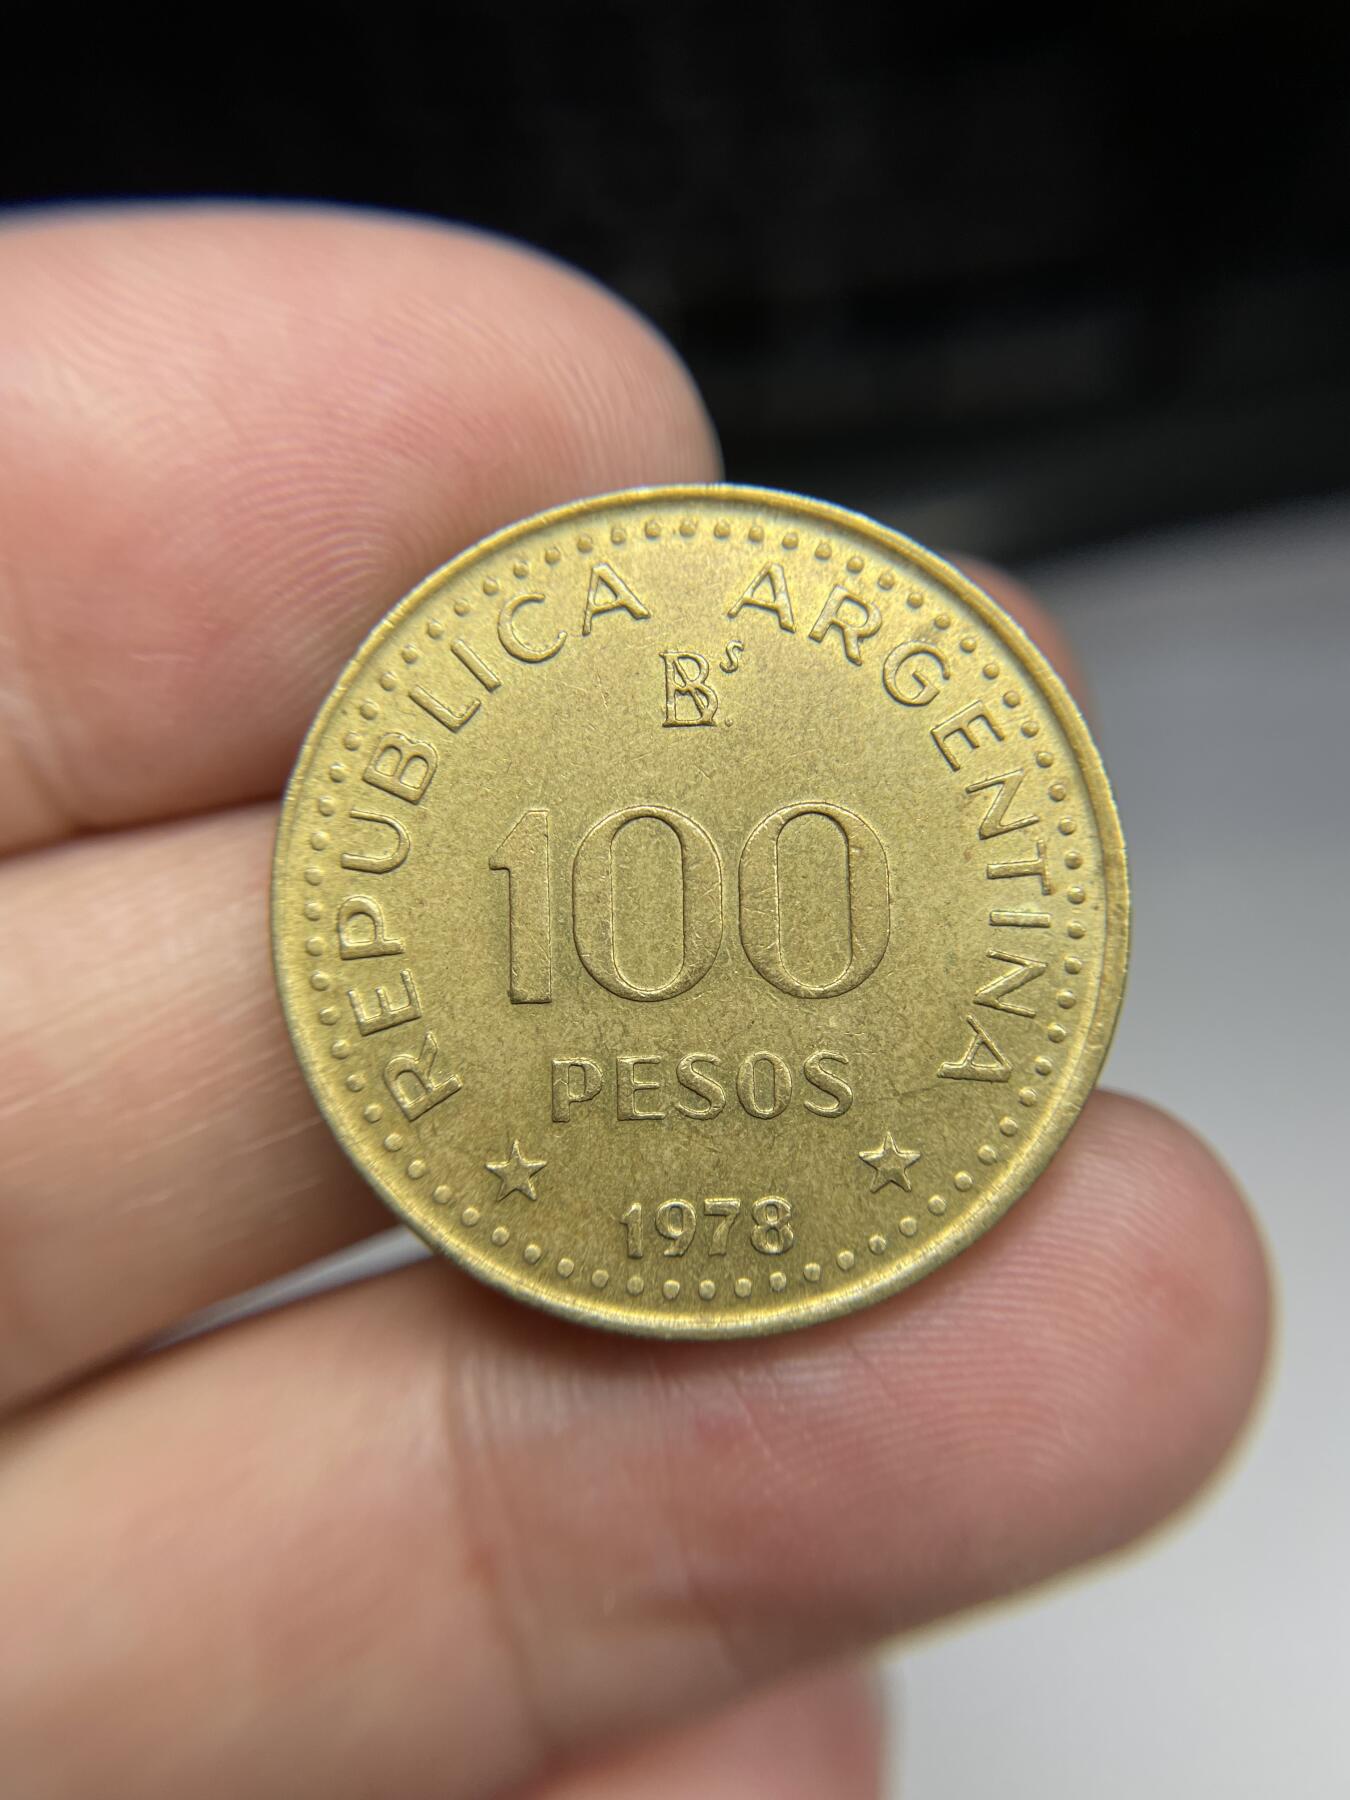 REPUBLICA ARGENTINA
Bs.
100
PESOS
1978